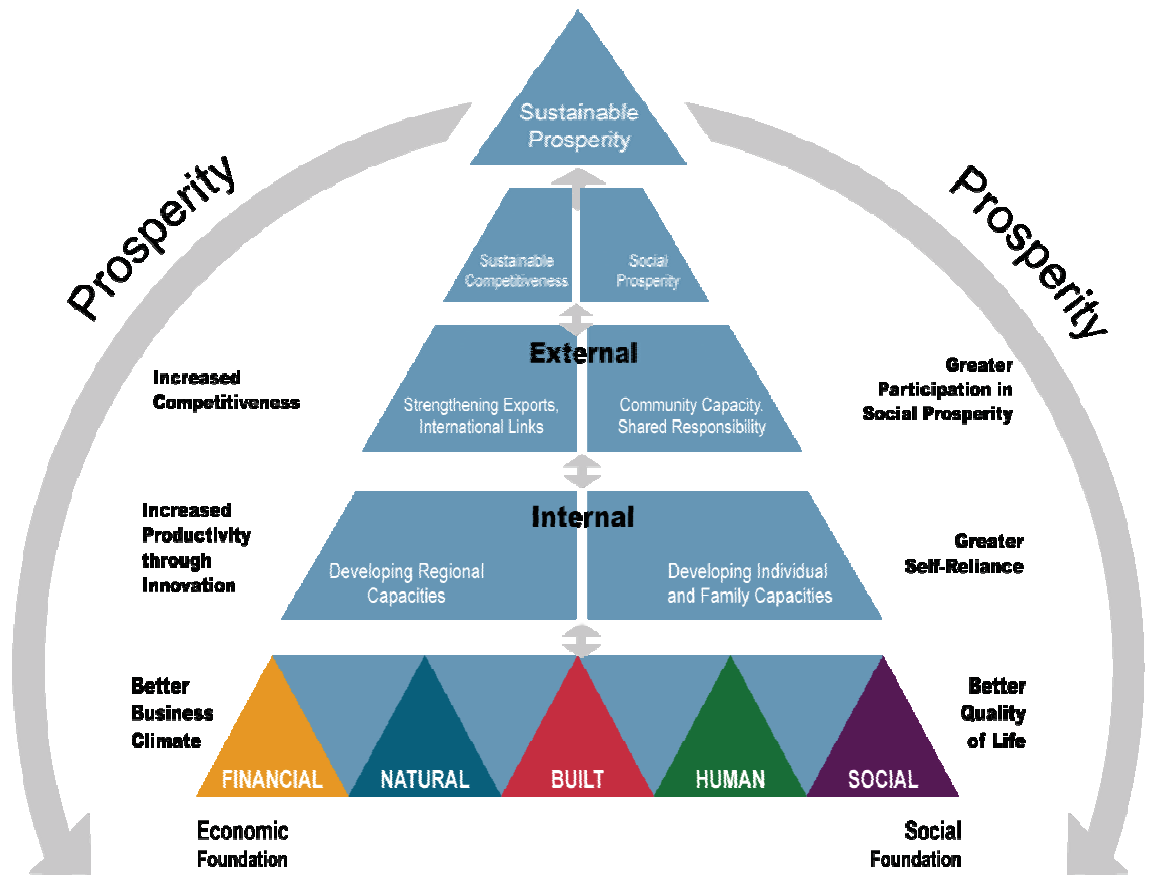 Sustainable
Prosperity
Prosperity
Prosperity
Sustainable
Competitiveness
Social
Prosperity
External
Increased
Competitiveness
Strengthening Exports,
International Links
Community Capacity.
Shared Responsibility
Greater
Participation in
Social Prosperity
Internal
Increased
Productivity
through
Innovation
Developing Regional
Capacities
Developing Individual
and Family Capacities
Greater
Self-Reliance
Better
Business
Climate
Better
Quality
of Life
FINANCIAL NATURAL BUILT HUMAN SOCIAL
Economic
Foundation
Social
Foundation